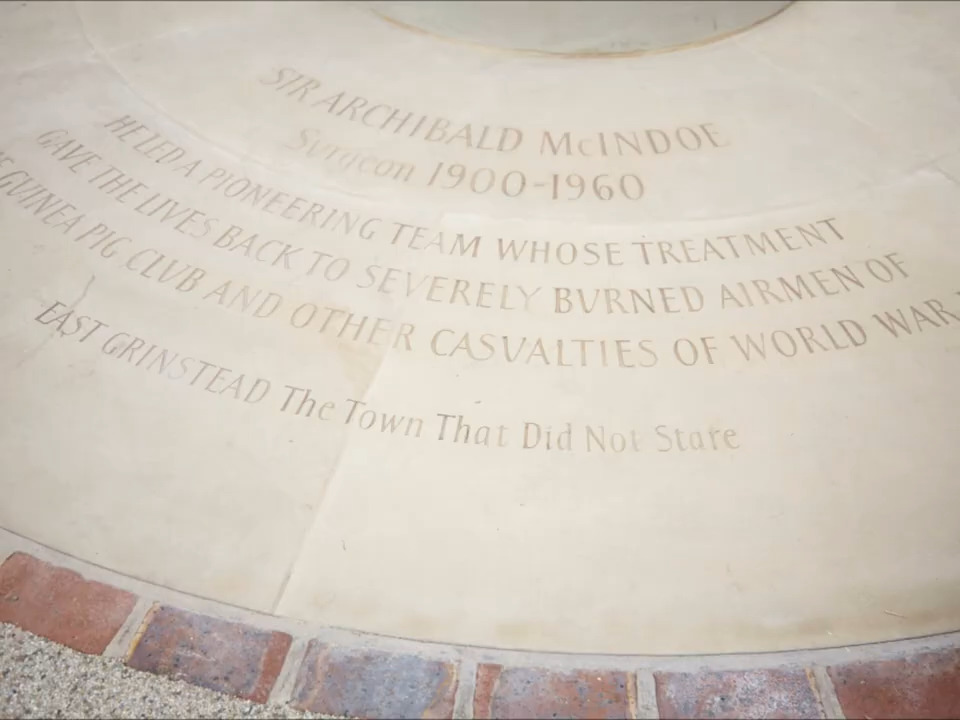 SIR ARCHIBALD McINDOE
Surgeon 1900-1960
HE LED A PIONEERING TEAM WHOSE TREATMENT
GAVE THE LIVES BACK TO SEVERELY BVRNED AIRMEN OF
GUINEA PIG CLVB AND OTHER CASVALTIES OF WORLD WAR
EAST GRINSTEAD The Town That Did Not Stare